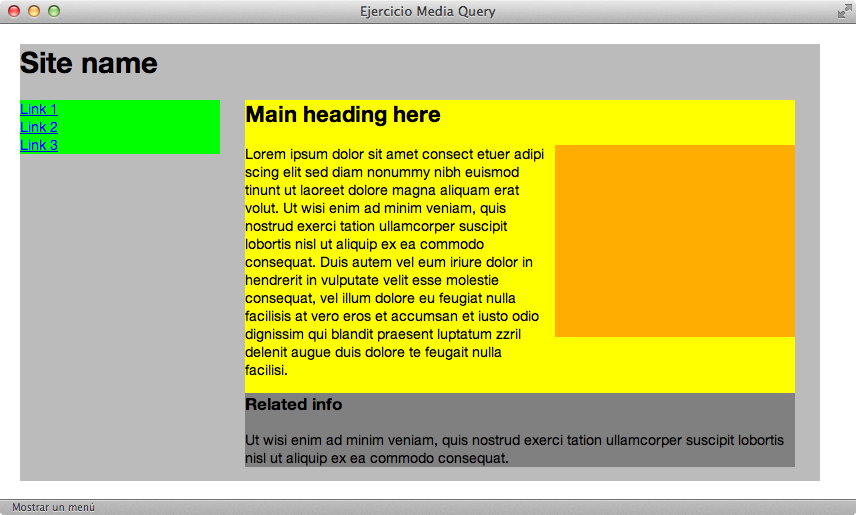 Ejercicio Media Query
Site name
Link 1
Link 2
Link 3
Main heading here
Lorem ipsum dolor sit amet consect etuer adipi
scing elit sed diam nonummy nibh euismod
tinunt ut laoreet dolore magna aliquam erat
volut. Ut wisi enim ad minim veniam, quis
nostrud exerci tation ullamcorper suscipit
lobortis nisl ut aliquip ex ea commodo
consequat. Duis autem vel eum iriure dolor in
hendrerit in vulputate velit esse molestie
consequat, vel illum dolore eu feugiat nulla
facilisis at vero eros et accumsan et iusto odio
dignissim qui blandit praesent luptatum zzril
delenit augue duis dolore te feugait nulla
facilisi.
Related info
Ut wisi enim ad minim veniam, quis nostrud exerci tation ullamcorper suscipit lobortis
nisl ut aliquip ex ea commodo consequat.
Mostrar un menú